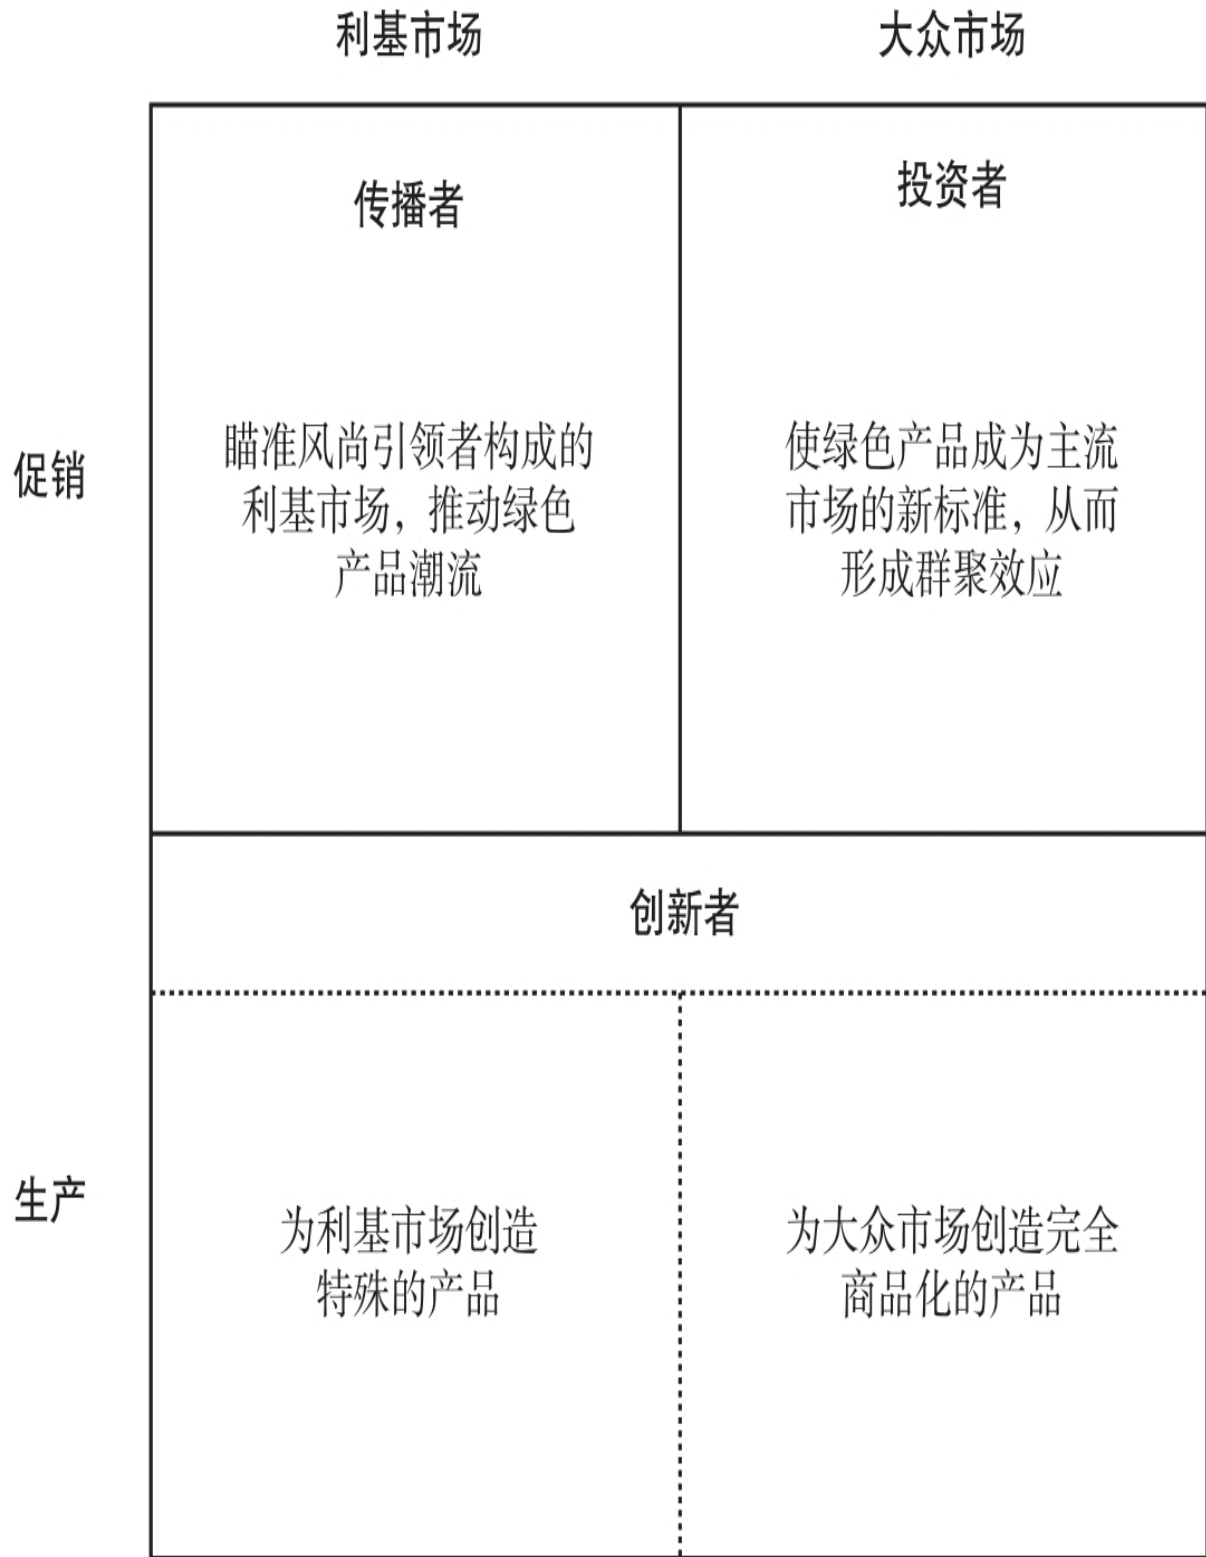 利基市场
大众市场
传播者
投资者
促销
瞄准风尚引领者构成的
利基市场，推动绿色
产品潮流
使绿色产品成为主流
市场的新标准，从而
形成群聚效应
创新者
生产
为利基市场创造
特殊的产品
为大众市场创造完全
商品化的产品